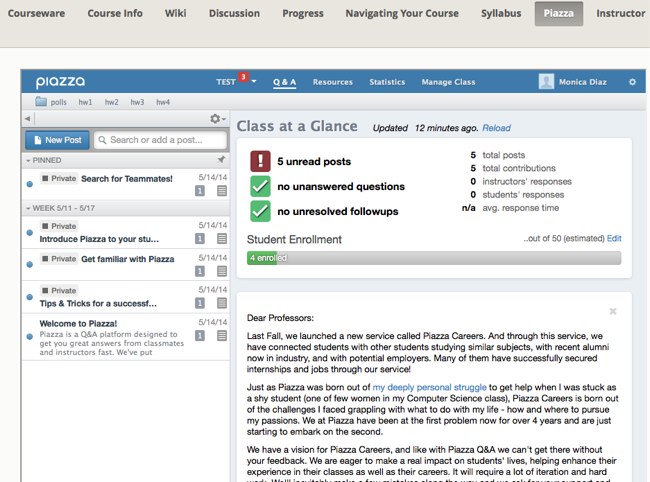 Courseware Course Info Wiki Discussion Progress Navigating Your Course Syllabus Piazza Instructor
piazza TEST 3 Q & A Resources Statistics Manage Class Monica Diaz
polls hw1 hw2 hw3 hw4
New Post Search or add a post...
PINNED
Private Search for Teammates! 5/14/14
1
WEEK 5/11 - 5/17
Private 5/14/14
Introduce Piazza to your stu... 1
Private Get familiar with Piazza 5/14/14
1
Private 5/14/14
Tips & Tricks for a successf... 1
Welcome to Piazza! 5/14/14
Piazza is a Q&A platform designed to 1
get you great answers from classmates
and instructors fast. We've put
Class at a Glance Updated 12 minutes ago. Reload
! 5 unread posts
no unanswered questions
no unresolved followups
5 total posts
5 total contributions
0 instructors' responses
0 students' responses
n/a avg. response time
Student Enrollment ..out of 50 (estimated) Edit
4 enrolled
Dear Professors:
Last Fall, we launched a new service called Piazza Careers. And through this service, we
have connected students with other students studying similar subjects, with recent alumni
now in industry, and with potential employers. Many of them have successfully secured
internships and jobs through our service!
Just as Piazza was born out of my deeply personal struggle to get help when I was stuck as
a shy student (one of few women in my Computer Science class), Piazza Careers is born out
of the challenges I faced grappling with what to do with my life - how and where to pursue
my passions. We at Piazza have been at the first problem now for over 4 years and are just
starting to embark on the second.
We have a vision for Piazza Careers, and like with Piazza Q&A we can't get there without
your feedback. We are eager to make a real impact on students' lives, helping enhance their
experience in their classes as well as their careers. It will require a lot of iteration and hard